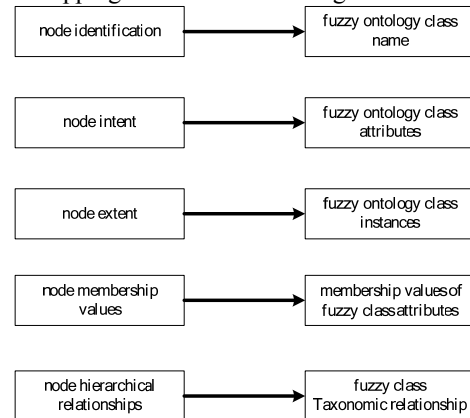 node identification
fuzzy ontology class
name
node intent
fuzzy ontology class
attributes
node extent
fuzzy ontology class
instances
node membership
values
membership values of
fuzzy class attributes
node hierarchical
relationships
fuzzy class
Taxonomic relationship